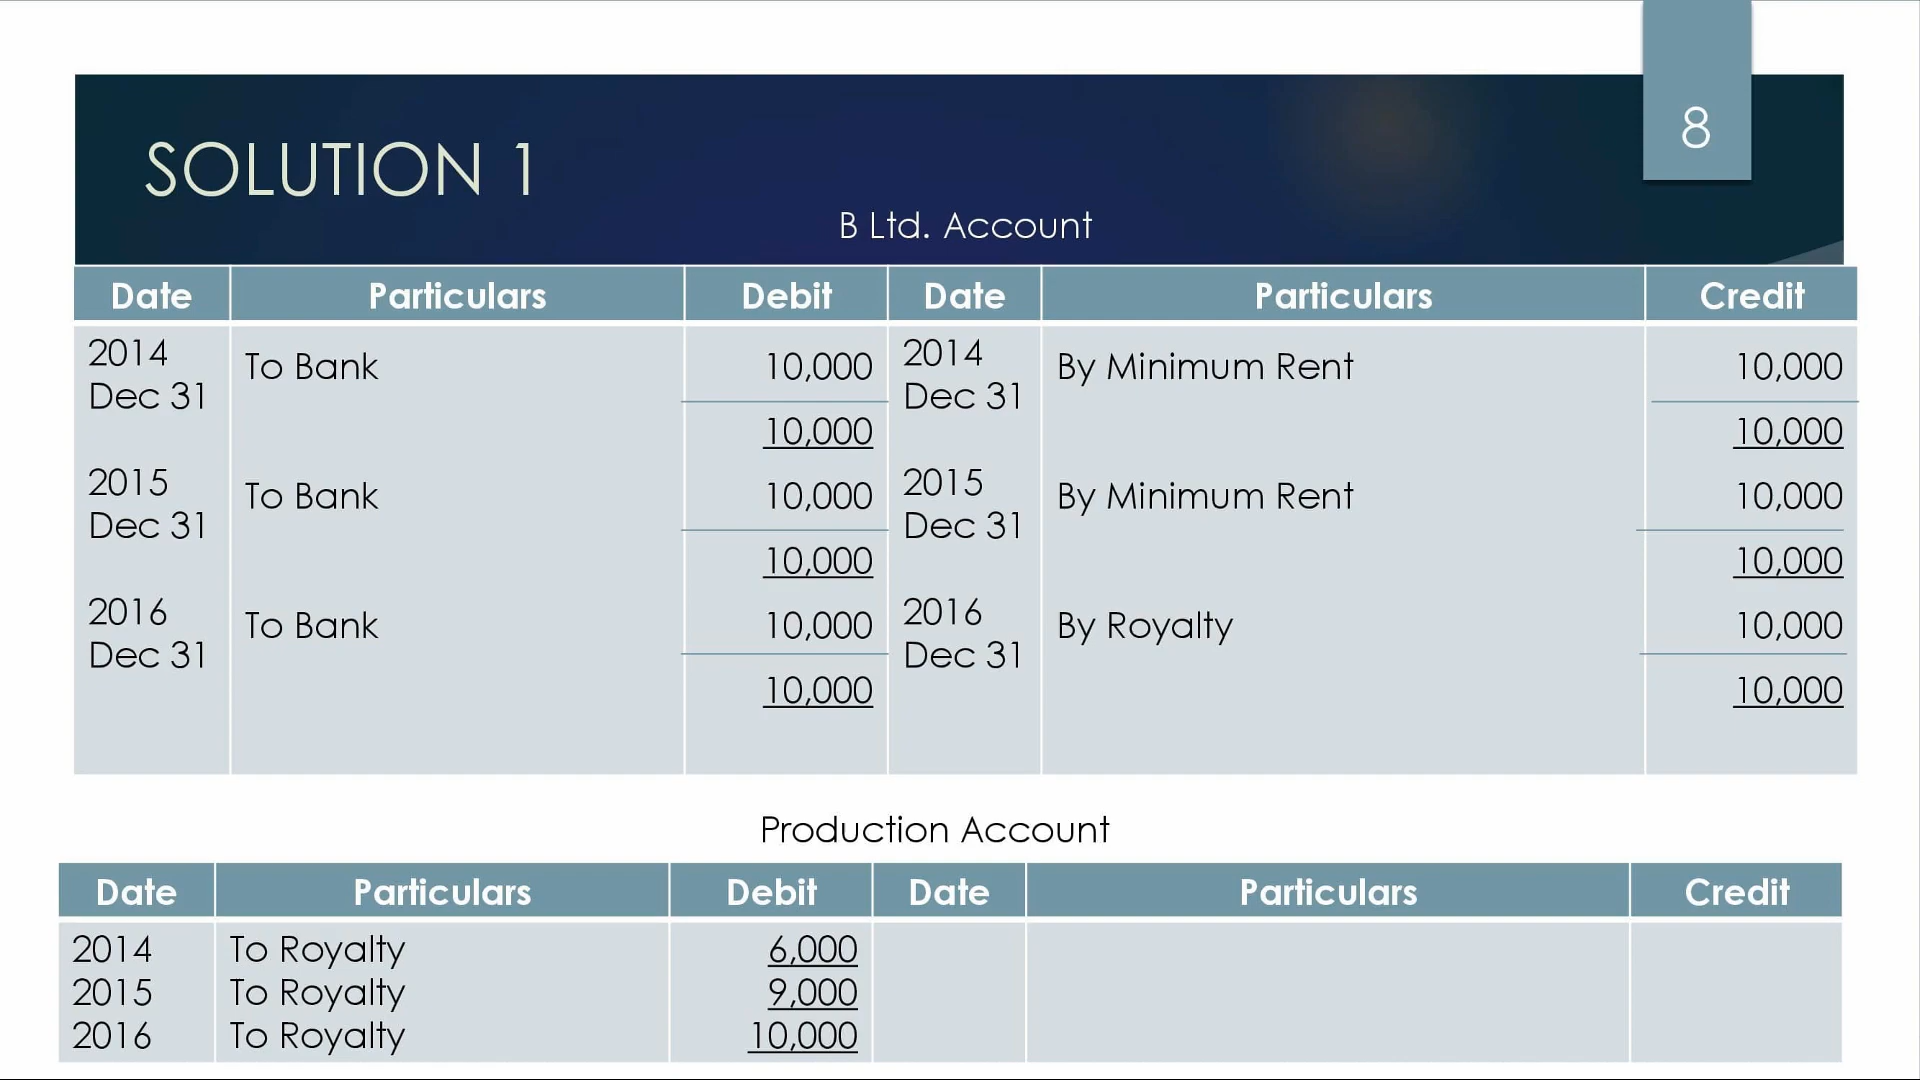 8
SOLUTION 1
B Ltd. Account
Date Particulars Debit Date Particulars Credit
2014 Dec 31 To Bank 10,000 2014 Dec 31 By Minimum Rent 10,000
10,000 10,000
2015 Dec 31 To Bank 10,000 2015 Dec 31 By Minimum Rent 10,000
10,000 10,000
2016 Dec 31 To Bank 10,000 2016 Dec 31 By Royalty 10,000
10,000 10,000
Production Account
Date Particulars Debit Date Particulars Credit
2014 To Royalty 6,000
2015 To Royalty 9,000
2016 To Royalty 10,000